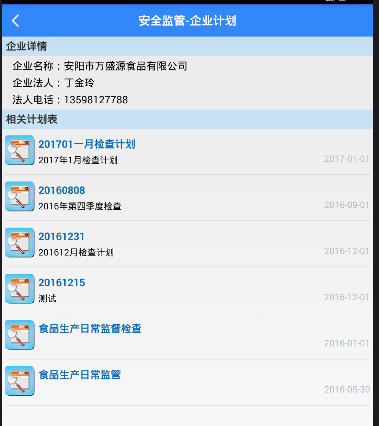 安全监管-企业计划
企业详情
企业名称：安阳市万盛源食品有限公司
企业法人：丁金玲
法人电话：13598127788
相关计划表
201701一月检查计划
2017年1月检查计划
2017-01-01
20160808
2016年第四季度检查
2016-09-01
20161231
201612月检查计划
2016-12-01
20161215
测试
2016-12-01
食品生产日常监督检查
2016-01-01
食品生产日常监管
2016-05-30